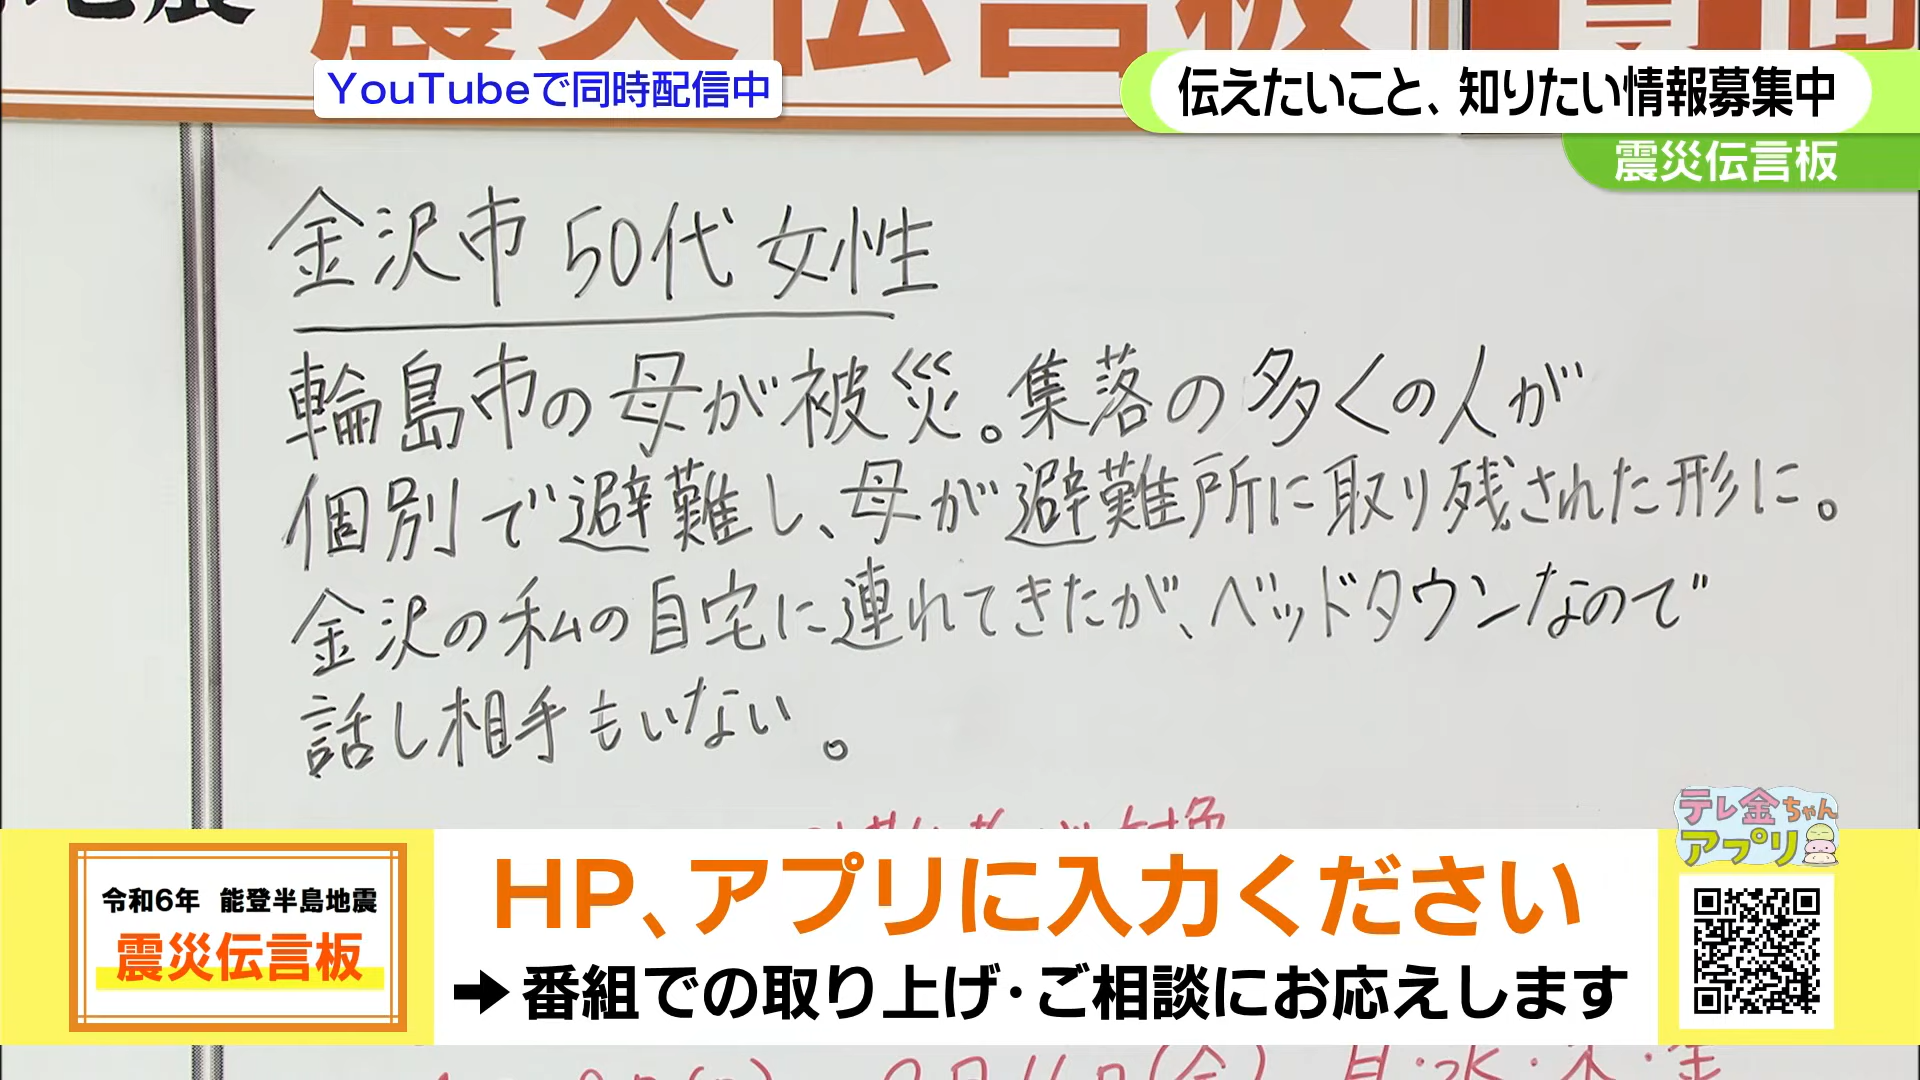 震災伝言板
YouTubeで同時配信中
伝えたいこと、知りたい情報募集中
震災伝言板
金沢市 50代 女性
輪島市の母が被災。集落の多くの人が
個別で避難し、母が避難所に取り残された形に。
金沢の私の自宅に連れてきたが、ベッドタウンなので
話し相手もいない。
テレ金ちゃん
アプリ
令和6年 能登半島地震
震災伝言板
HP、アプリに入力ください
➡番組での取り上げ・ご相談にお応えします